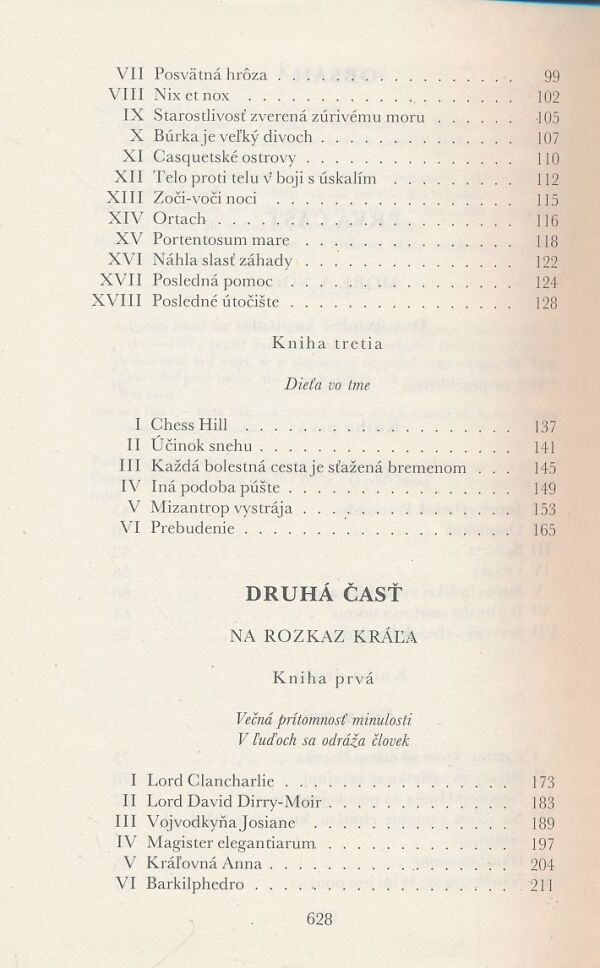 VII Posvätná hrôza . . . . . . . . . . . . . . . 99
VIII Nix et nox . . . . . . . . . . . . . . . . . 102
IX Starostlivosť zverená zúrivému moru . . . . . 105
X Búrka je veľký divoch . . . . . . . . . . . . 107
XI Casquetské ostrovy . . . . . . . . . . . . . 110
XII Telo proti telu v boji s úskalím . . . . . . . 112
XIII Zoči-voči noci . . . . . . . . . . . . . . . 115
XIV Ortach . . . . . . . . . . . . . . . . . . 116
XV Portentosum mare . . . . . . . . . . . . . . 118
XVI Náhla slasť záhady . . . . . . . . . . . . . 122
XVII Posledná pomoc . . . . . . . . . . . . . . 124
XVIII Posledné útočište . . . . . . . . . . . . . . 128
Kniha tretia
Dieťa vo tme
I Chess Hill . . . . . . . . . . . . . . . . . 137
II Účinok snehu . . . . . . . . . . . . . . . . 141
III Každá bolestná cesta je sťažená bremenom . . . 145
IV Iná podoba púšte . . . . . . . . . . . . . . 149
V Mizantrop vystrája . . . . . . . . . . . . . . 153
VI Prebudenie . . . . . . . . . . . . . . . . . 165
DRUHÁ ČASŤ
NA ROZKAZ KRÁĽA
Kniha prvá
Večná prítomnosť minulosti
V ľuďoch sa odráža človek
I Lord Clancharlie . . . . . . . . . . . . . . 173
II Lord David Dirry-Moir . . . . . . . . . . . . 183
III Vojvodkyňa Josiane . . . . . . . . . . . . . 189
IV Magister elegantiarum . . . . . . . . . . . . 197
V Kráľovná Anna . . . . . . . . . . . . . . . 204
VI Barkilphedro . . . . . . . . . . . . . . . . 211
628